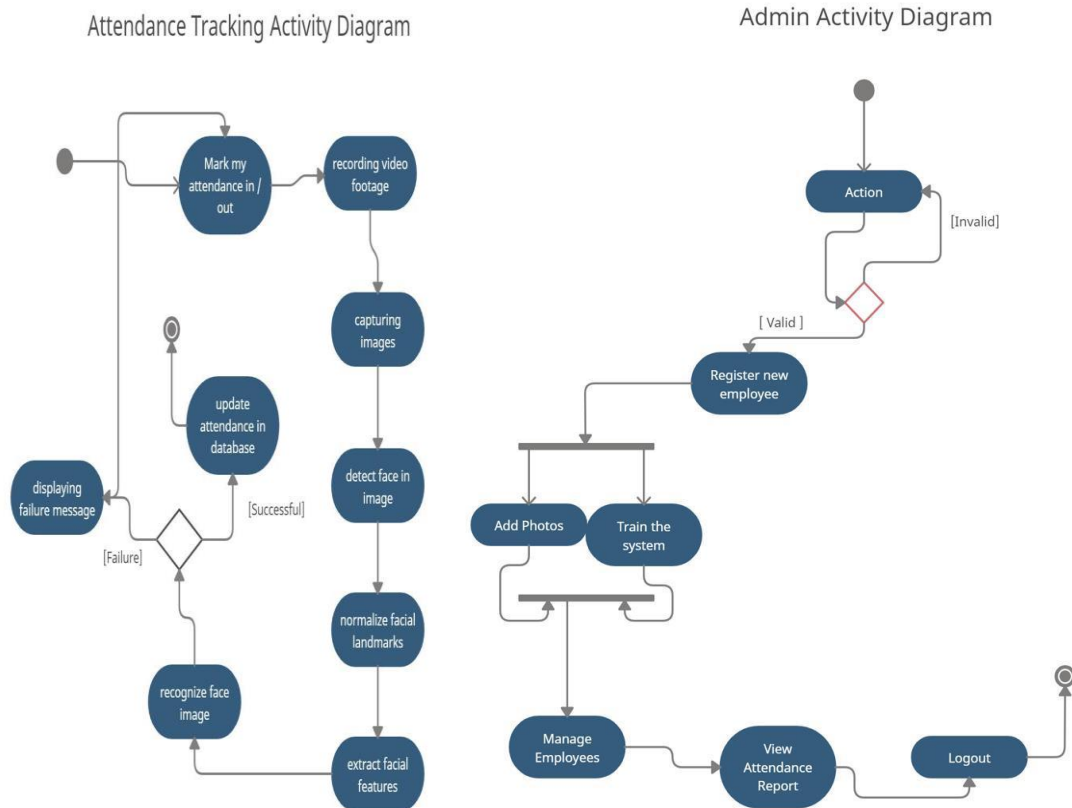 Attendance Tracking Activity Diagram
Mark my
attendance in /
out
recording video
footage
capturing
images
detect face in
image
normalize facial
landmarks
extract facial
features
recognize face
image
[Failure]
[Successful]
displaying
failure message
update
attendance in
database
Admin Activity Diagram
Action
[Invalid]
[ Valid ]
Register new
employee
Add Photos
Train the
system
Manage
Employees
View
Attendance
Report
Logout